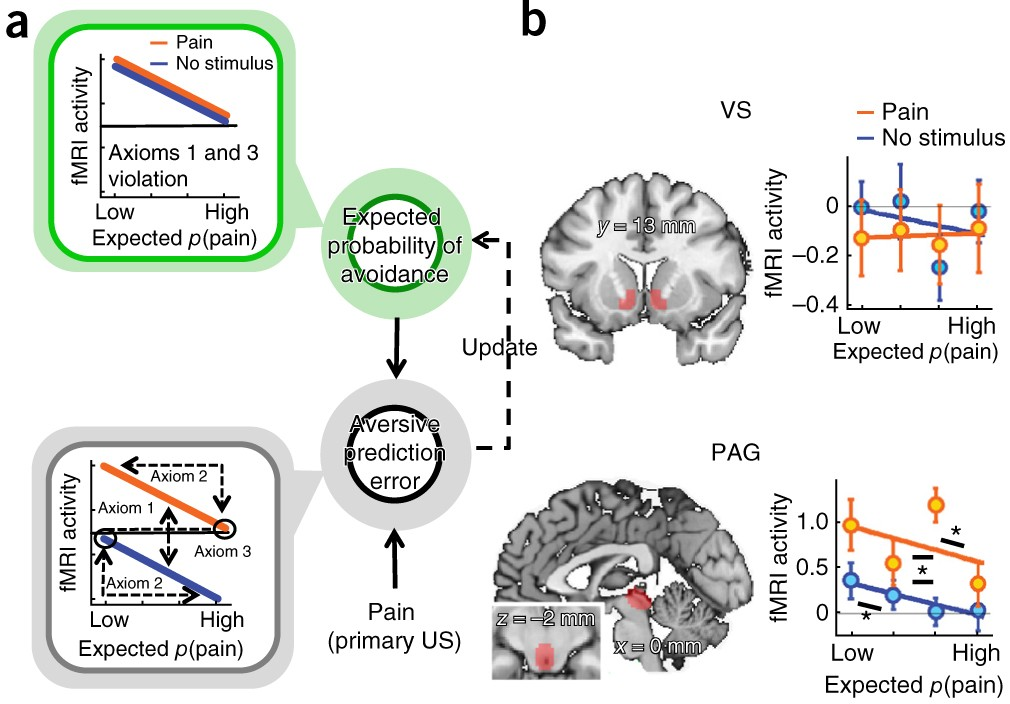 a
Pain
No stimulus
fMRI activity
Axioms 1 and 3
violation
Low High
Expected p(pain)
Expected
probability of
avoidance
Update
Aversive
prediction
error
Pain
(primary US)
fMRI activity
Axiom 2
Axiom 1
Axiom 3
Axiom 2
Low High
Expected p(pain)
b
VS
y = 13 mm
Pain
No stimulus
fMRI activity
0
–0.2
–0.4
Low High
Expected p(pain)
PAG
z = –2 mm
x = 0 mm
fMRI activity
1.0
0.5
0
*
*
*
Low High
Expected p(pain)